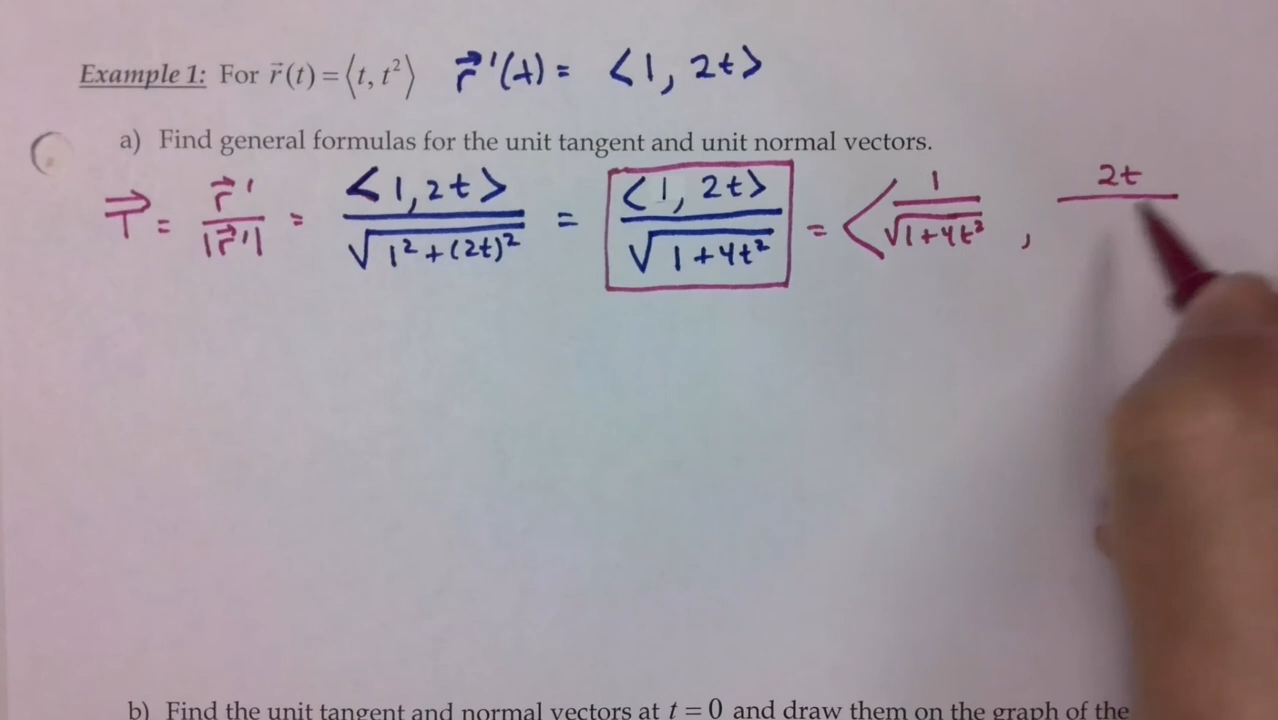 Example 1: For r⃗(t) = ⟨t, t²⟩ r⃗'(t) = <1, 2t>
a) Find general formulas for the unit tangent and unit normal vectors.
T⃗ = r⃗'/|r⃗'| = <1, 2t>/√(1² + (2t)²) = <1, 2t>/√(1+4t²) = <1/√(1+4t²), 2t
b) Find the unit tangent and normal vectors at t = 0 and draw them on the graph of the